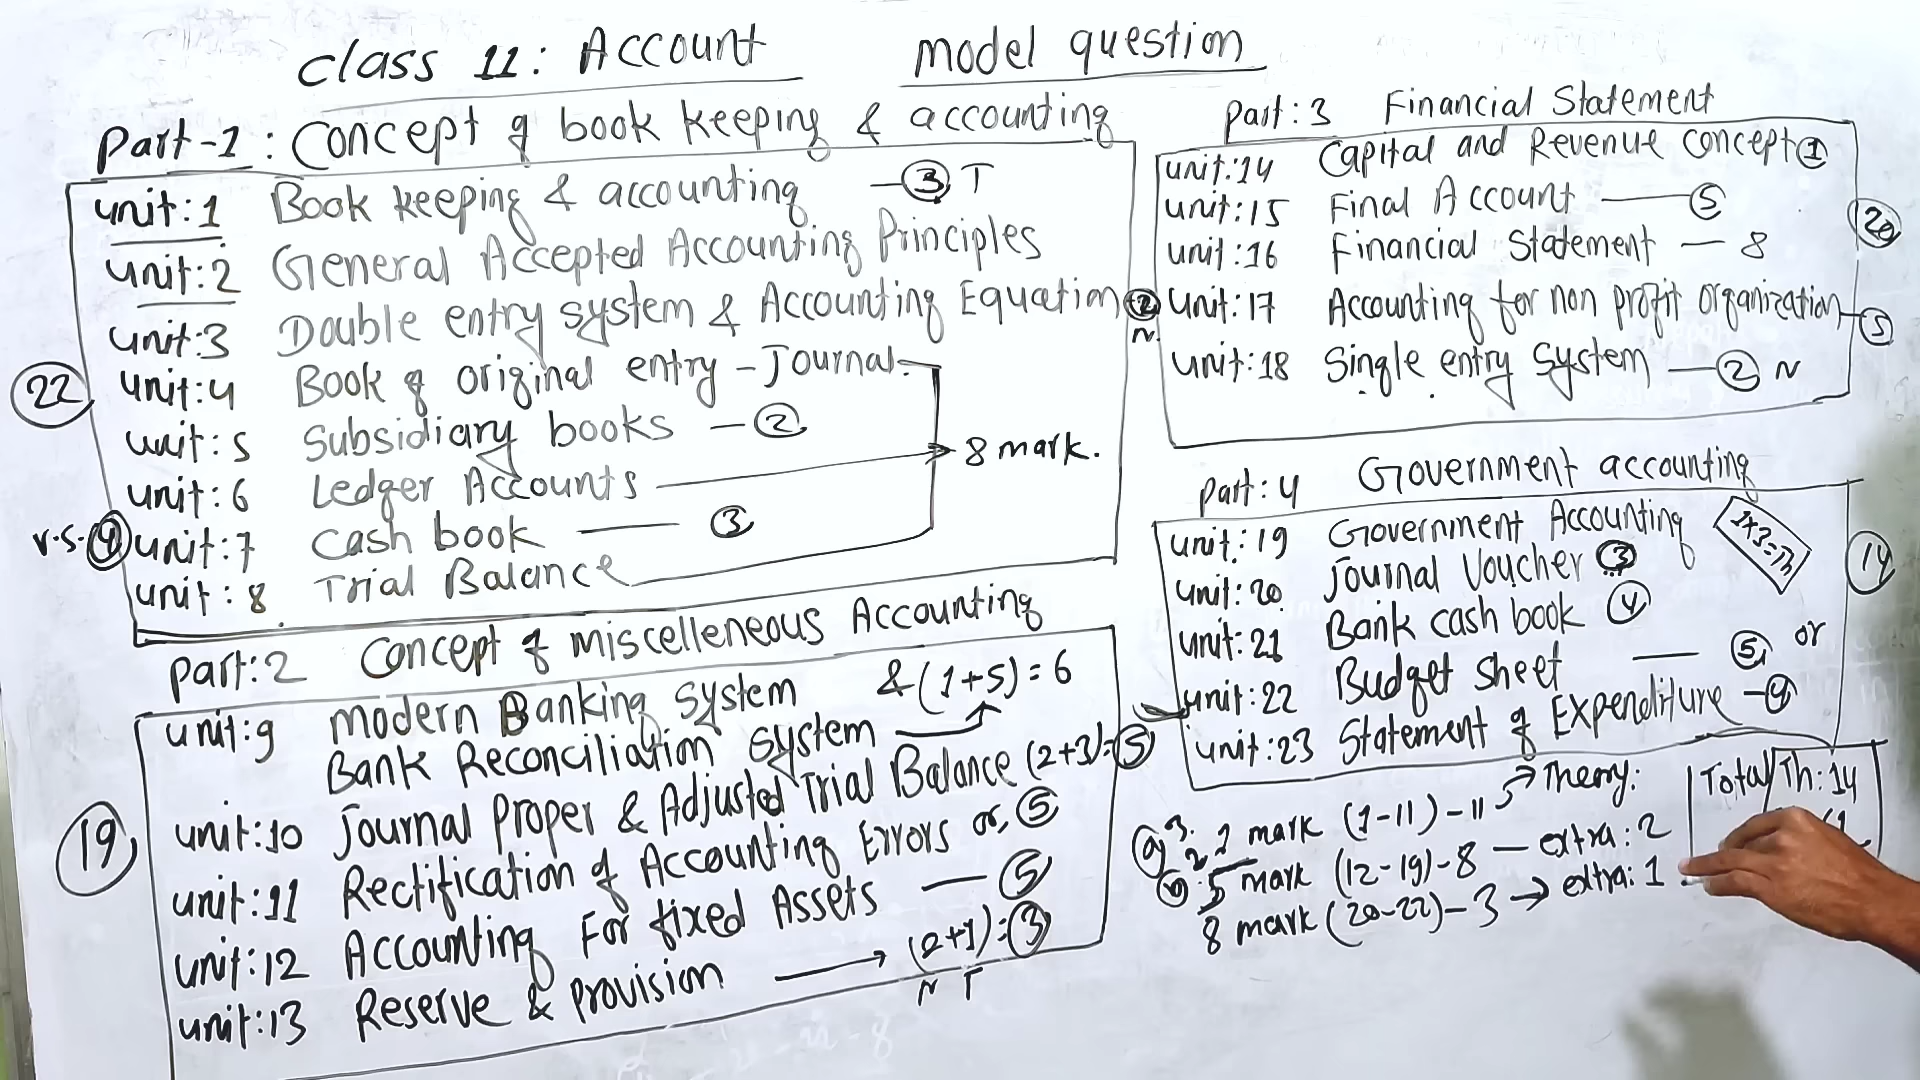 class 11: Account model question
Part-1: Concept of book keeping & accounting
unit:1 Book keeping & accounting — 3 T
unit:2 General Accepted Accounting Principles
unit:3 Double entry system & Accounting Equation 2 N
unit:4 Book of original entry - Journal
unit:5 Subsidiary books — 2
unit:6 Ledger Accounts → 8 mark.
22
v.s. 4 unit:7 Cash book — 3
unit:8 Trial Balance
Part:2 Concept of miscelleneous Accounting
unit:9 modern Banking system & (1+5) = 6
Bank Reconciliation system
unit:10 Journal Proper & Adjusted Trial Balance (2+3)=5
unit:11 Rectification of Accounting Errors or, 5
unit:12 Accounting For fixed Assets — 5
unit:13 Reserve & provision → (2+1)=3
N T
19
Part:3 Financial Statement
unit:14 Capital and Revenue concept 1
unit:15 Final Account — 5
unit:16 Financial Statement — 8
unit:17 Accounting for non profit organization — 5
unit:18 Single entry system — 2 N
20
Part:4 Government accounting
unit:19 Government Accounting 1×3=Th
unit:20 Journal Voucher 3
unit:21 Bank cash book 4
unit:22 Budget sheet — 5 or
unit:23 Statement of Expenditure — 4
14
1 mark (1-11) - 11 → Theory:
5 mark (12-19) - 8 — extra: 2
8 mark (20-22) - 3 → extra: 1
Total Th: 14